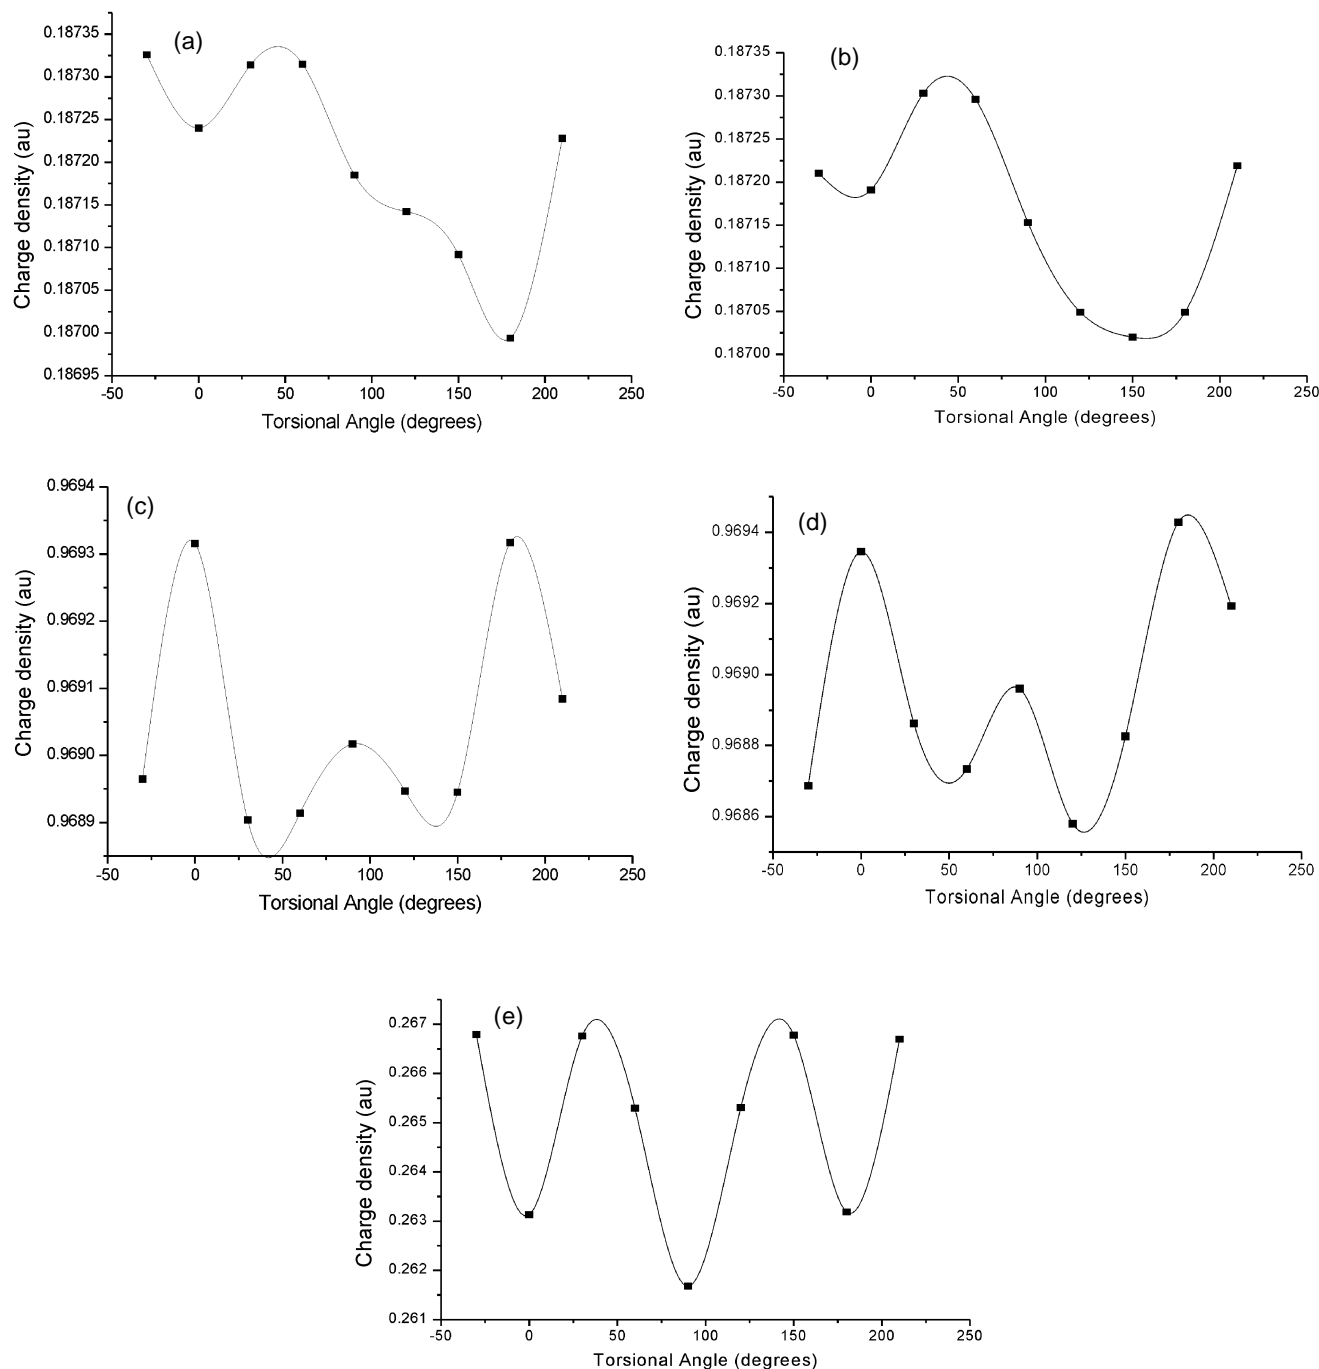 (a)
Charge density (au)
0.18735
0.18730
0.18725
0.18720
0.18715
0.18710
0.18705
0.18700
0.18695
-50 0 50 100 150 200 250
Torsional Angle (degrees)
(b)
Charge density (au)
0.18735
0.18730
0.18725
0.18720
0.18715
0.18710
0.18705
0.18700
-50 0 50 100 150 200 250
Torsional Angle (degrees)
(c)
Charge density (au)
0.9694
0.9693
0.9692
0.9691
0.9690
0.9689
-50 0 50 100 150 200 250
Torsional Angle (degrees)
(d)
Charge density (au)
0.9694
0.9692
0.9690
0.9688
0.9686
-50 0 50 100 150 200 250
Torsional Angle (degrees)
(e)
Charge density (au)
0.267
0.266
0.265
0.264
0.263
0.262
0.261
-50 0 50 100 150 200 250
Torsional Angle (degrees)